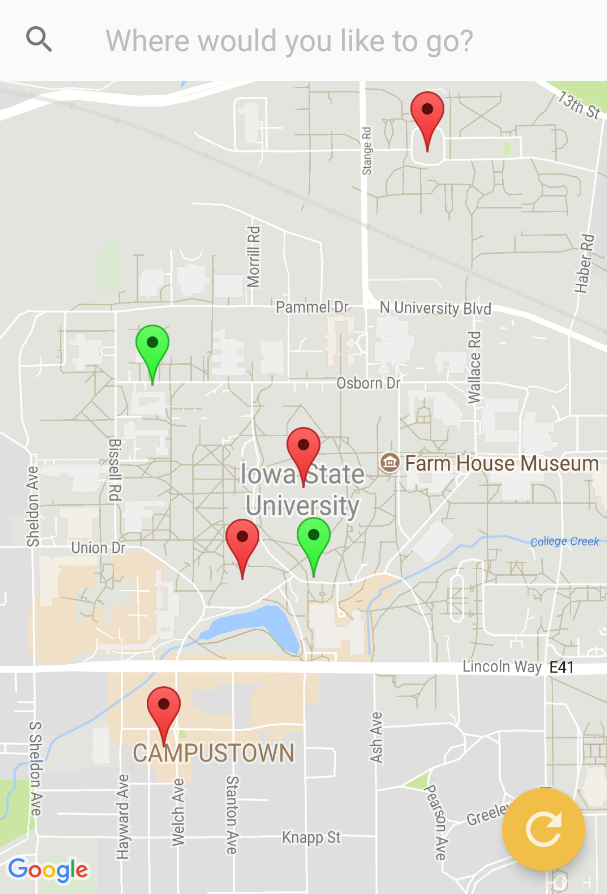 Where would you like to go?
13th St
Stange Rd
Haber Rd
Morrill Rd
Pammel Dr
N University Blvd
Wallace Rd
Osborn Dr
Iowa State
University
Farm House Museum
Bissell Rd
Sheldon Ave
Union Dr
College Creek
Lincoln Way E41
S Sheldon Ave
CAMPUSTOWN
Ash Ave
Hayward Ave
Welch Ave
Stanton Ave
Pearson Ave
Knapp St
Google